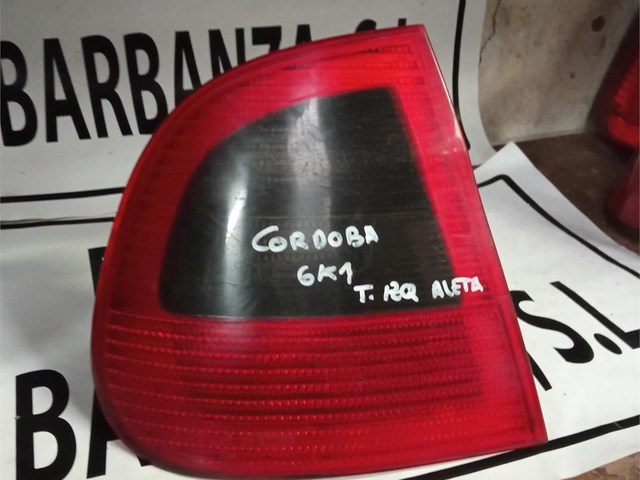 BARBANZA S.L
CORDOBA
6K1
T. IZQ ALETA
BA
S.L